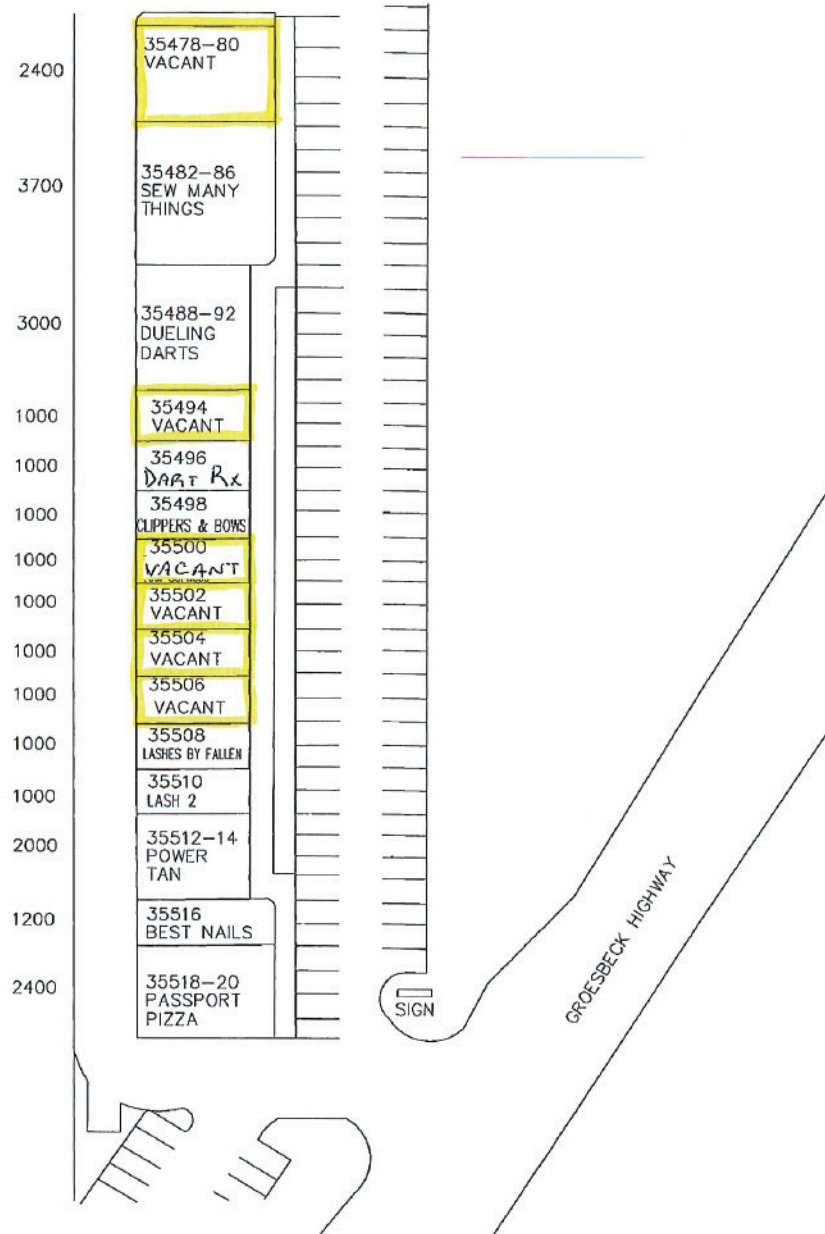 2400
35478-80
VACANT
3700
35482-86
SEW MANY
THINGS
3000
35488-92
DUELING
DARTS
1000
35494
VACANT
1000
35496
DART Rx
1000
35498
CLIPPERS & BOWS
1000
35500
VACANT
1000
35502
VACANT
1000
35504
VACANT
1000
35506
VACANT
1000
35508
LASHES BY FALLEN
1000
35510
LASH 2
2000
35512-14
POWER
TAN
1200
35516
BEST NAILS
2400
35518-20
PASSPORT
PIZZA
SIGN
GROESBECK HIGHWAY